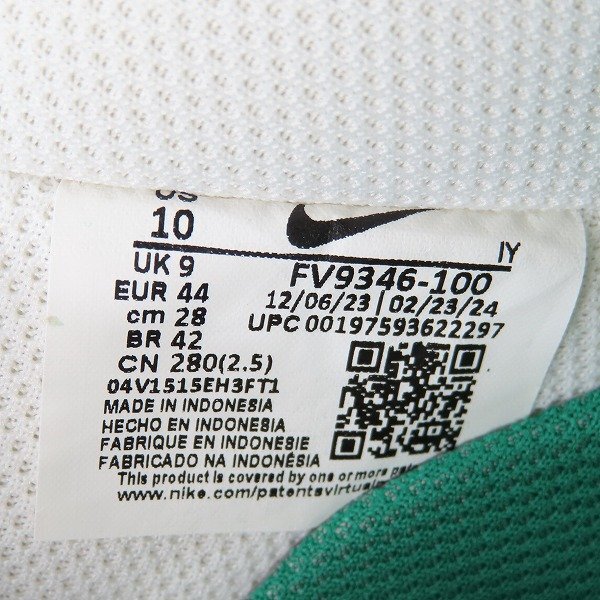 US
10
IY
UK 9
FV9346-100
EUR 44
12/06/23 | 02/23/24
cm 28
UPC 00197593622297
BR 42
CN 280(2.5)
04V1515EH3FT1
MADE IN INDONESIA
HECHO EN INDONESIA
FABRIQUE EN INDONESIE
FABRICADO NA INDONÉSIA
This product is covered by one or more
www.nike.com/patents